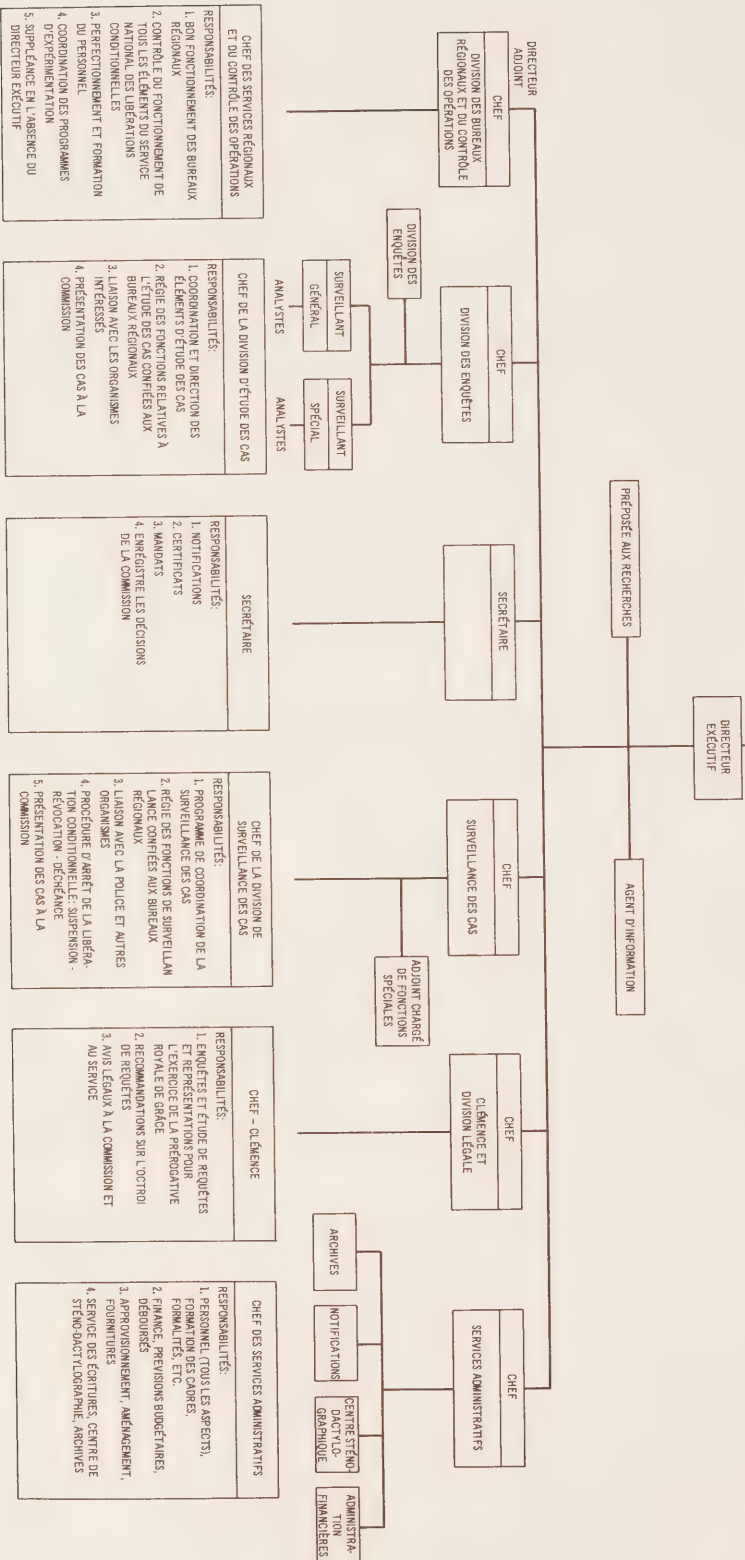 DIRECTEUR
EXÉCUTIF
PRÉPOSÉE AUX RECHERCHES
AGENT D'INFORMATION
DIRECTEUR
ADJOINT
CHEF
DIVISION DES BUREAUX
RÉGIONAUX ET DU CONTRÔLE
DES OPÉRATIONS
CHEF
DIVISION DES ENQUÊTES
SECRÉTAIRE
CHEF
SURVEILLANCE DES CAS
CHEF
CLÉMENCE ET
DIVISION LÉGALE
CHEF
SERVICES ADMINISTRATIFS
DIVISION DES
ENQUÊTES
SURVEILLANT
GÉNÉRAL
SURVEILLANT
SPÉCIAL
ANALYSTES
ANALYSTES
ADJOINT CHARGÉ
DE FONCTIONS
SPÉCIALES
ARCHIVES
NOTIFICATIONS
CENTRE STÉNO-
DACTYLO-
GRAPHIQUE
ADMINISTRA-
TION
FINANCIÈRES
CHEF DES SERVICES RÉGIONAUX
ET DU CONTRÔLE DES OPÉRATIONS
RESPONSABILITÉS:
1. BON FONCTIONNEMENT DES BUREAUX
RÉGIONAUX
2. CONTRÔLE DU FONCTIONNEMENT DE
TOUS LES ÉLÉMENTS DU SERVICE
NATIONAL DES LIBÉRATIONS
CONDITIONNELLES
3. PERFECTIONNEMENT ET FORMATION
DU PERSONNEL
4. COORDINATION DES PROGRAMMES
D'EXPÉRIMENTATION
5. SUPPLÉANCE EN L'ABSENCE DU
DIRECTEUR EXÉCUTIF
CHEF DE LA DIVISION D'ÉTUDE DES CAS
RESPONSABILITÉS:
1. COORDINATION ET DIRECTION DES
ÉLÉMENTS D'ÉTUDE DES CAS
2. RÉGIE DES FONCTIONS RELATIVES À
L'ÉTUDE DES CAS CONFIÉES AUX
BUREAUX RÉGIONAUX
3. LIAISON AVEC LES ORGANISMES
INTÉRESSÉS
4. PRÉSENTATION DES CAS À LA
COMMISSION
SECRÉTAIRE
RESPONSABILITÉS:
1. NOTIFICATIONS
2. CERTIFICATS
3. MANDATS
4. ENRÉGISTRE LES DÉCISIONS
DE LA COMMISSION
CHEF DE LA DIVISION DE
SURVEILLANCE DES CAS
RESPONSABILITÉS:
1. PROGRAMME DE COORDINATION DE LA
SURVEILLANCE DES CAS
2. RÉGIE DES FONCTIONS DE SURVEILLAN
LANCE CONFIÉES AUX BUREAUX
RÉGIONAUX
3. LIAISON AVEC LA POLICE ET AUTRES
ORGANISMES
4. PROCÉDURE D'ARRÊT DE LA LIBÉRA-
TION CONDITIONNELLE: SUSPENSION -
RÉVOCATION - DÉCHÉANCE
5. PRÉSENTATION DES CAS À LA
COMMISSION
CHEF – CLÉMENCE
RESPONSABILITÉS:
1. ENQUÊTES ET ÉTUDE DE REQUÊTES
ET REPRÉSENTATIONS POUR
L'EXERCICE DE LA PRÉROGATIVE
ROYALE DE GRÂCE
2. RECOMMANDATIONS SUR L'OCTROI
DE REQUÊTES
3. AVIS LÉGAUX À LA COMMISSION ET
AU SERVICE
CHEF DES SERVICES ADMINISTRATIFS
RESPONSABILITÉS:
1. PERSONNEL (TOUS LES ASPECTS),
FORMATION DES CADRES,
FORMALITÉS, ETC.
2. FINANCE, PREVISIONS BUDGÉTAIRES,
DÉBOURSÉS
3. APPROVISIONNEMENT, AMÉNAGEMENT,
FOURNITURES
4. SERVICE DES ÉCRITURES, CENTRE DE
STÉNO-DACTYLOGRAPHIE, ARCHIVES